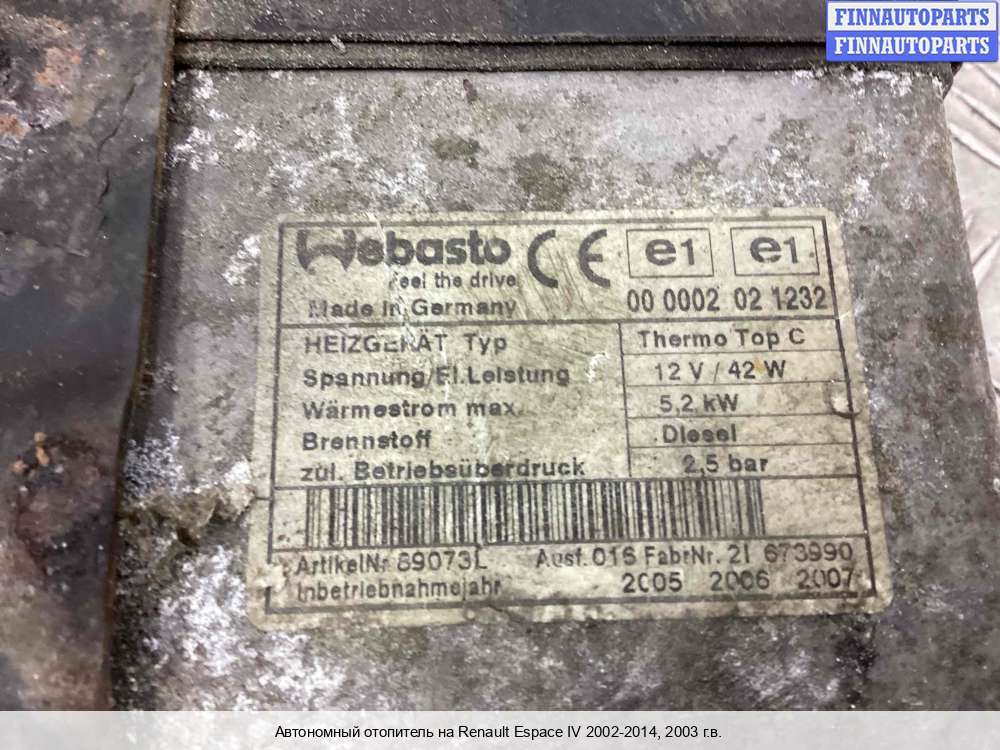 FINNAUTOPARTS
FINNAUTOPARTS
Webasto CE e1 e1
feel the drive
Made in Germany 00 0002 02 1232
HEIZGERÄT Typ Thermo Top C
Spannung/El.Leistung 12 V / 42 W
Wärmestrom max. 5,2 kW
Brennstoff Diesel
zul. Betriebsüberdruck 2,5 bar
ArtikelNr 89073L Ausf. 01S FabrNr. 21 673990
Inbetriebnahmejahr 2005 2006 2007
Автономный отопитель на Renault Espace IV 2002-2014, 2003 г.в.